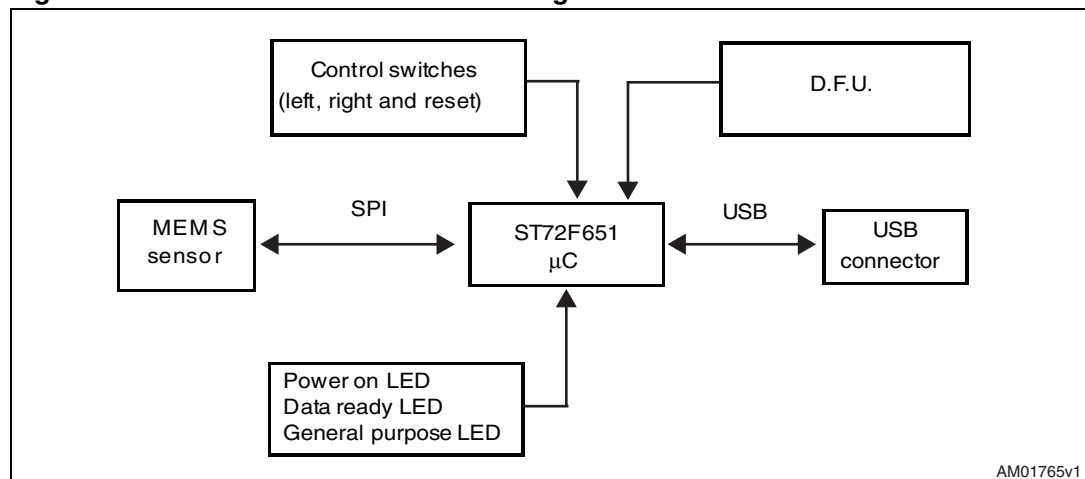 Control switches
(left, right and reset)
D.F.U.
MEMS
sensor
SPI
ST72F651
µC
USB
USB
connector
Power on LED
Data ready LED
General purpose LED
AM01765v1